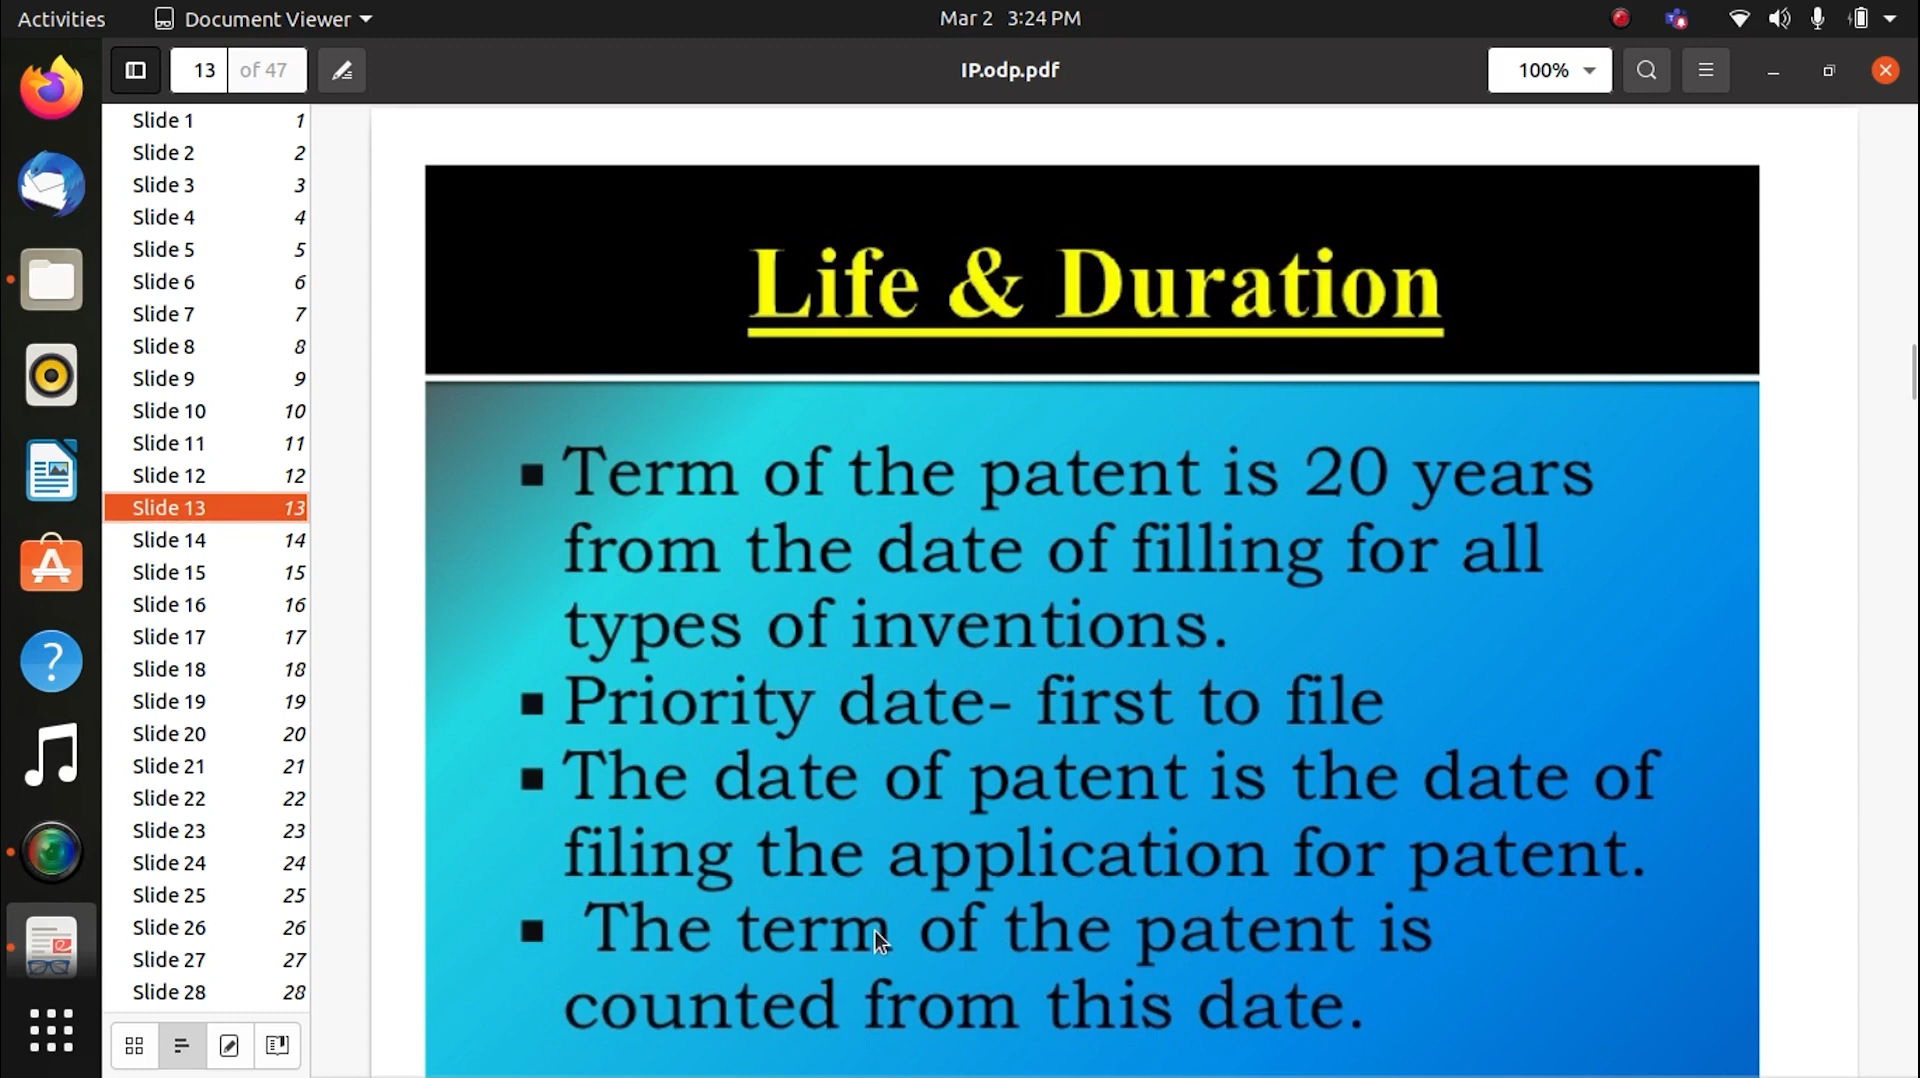 Activities Document Viewer Mar 2 3:24 PM
13 of 47 IP.odp.pdf 100%
Slide 1 1
Slide 2 2
Slide 3 3
Slide 4 4
Slide 5 5
Slide 6 6
Slide 7 7
Slide 8 8
Slide 9 9
Slide 10 10
Slide 11 11
Slide 12 12
Slide 13 13
Slide 14 14
Slide 15 15
Slide 16 16
Slide 17 17
Slide 18 18
Slide 19 19
Slide 20 20
Slide 21 21
Slide 22 22
Slide 23 23
Slide 24 24
Slide 25 25
Slide 26 26
Slide 27 27
Slide 28 28
Life & Duration
▪ Term of the patent is 20 years
from the date of filling for all
types of inventions.
▪ Priority date- first to file
▪ The date of patent is the date of
filing the application for patent.
▪ The term of the patent is
counted from this date.